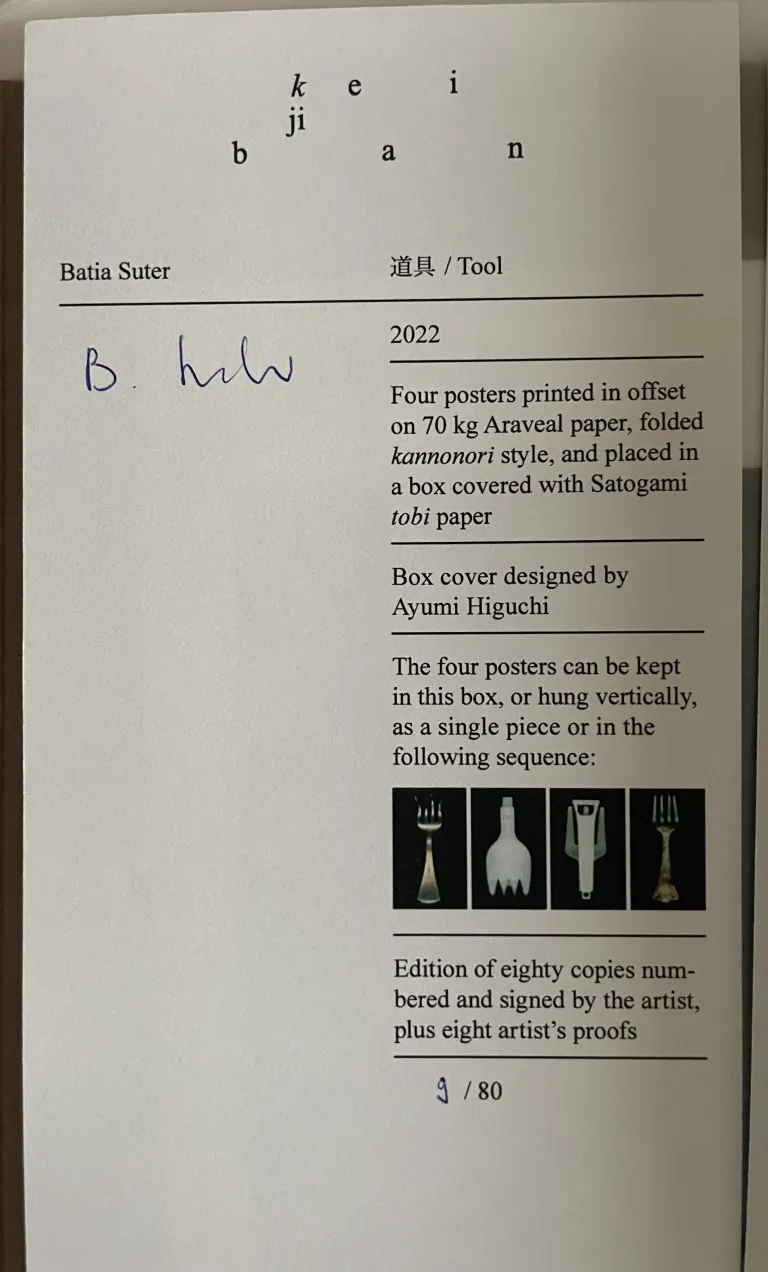 k e i
ji
b a n
Batia Suter
道具 / Tool
B.
2022
Four posters printed in offset
on 70 kg Araveal paper, folded
kannonori style, and placed in
a box covered with Satogami
tobi paper
Box cover designed by
Ayumi Higuchi
The four posters can be kept
in this box, or hung vertically,
as a single piece or in the
following sequence:
Edition of eighty copies num-
bered and signed by the artist,
plus eight artist’s proofs
9 / 80